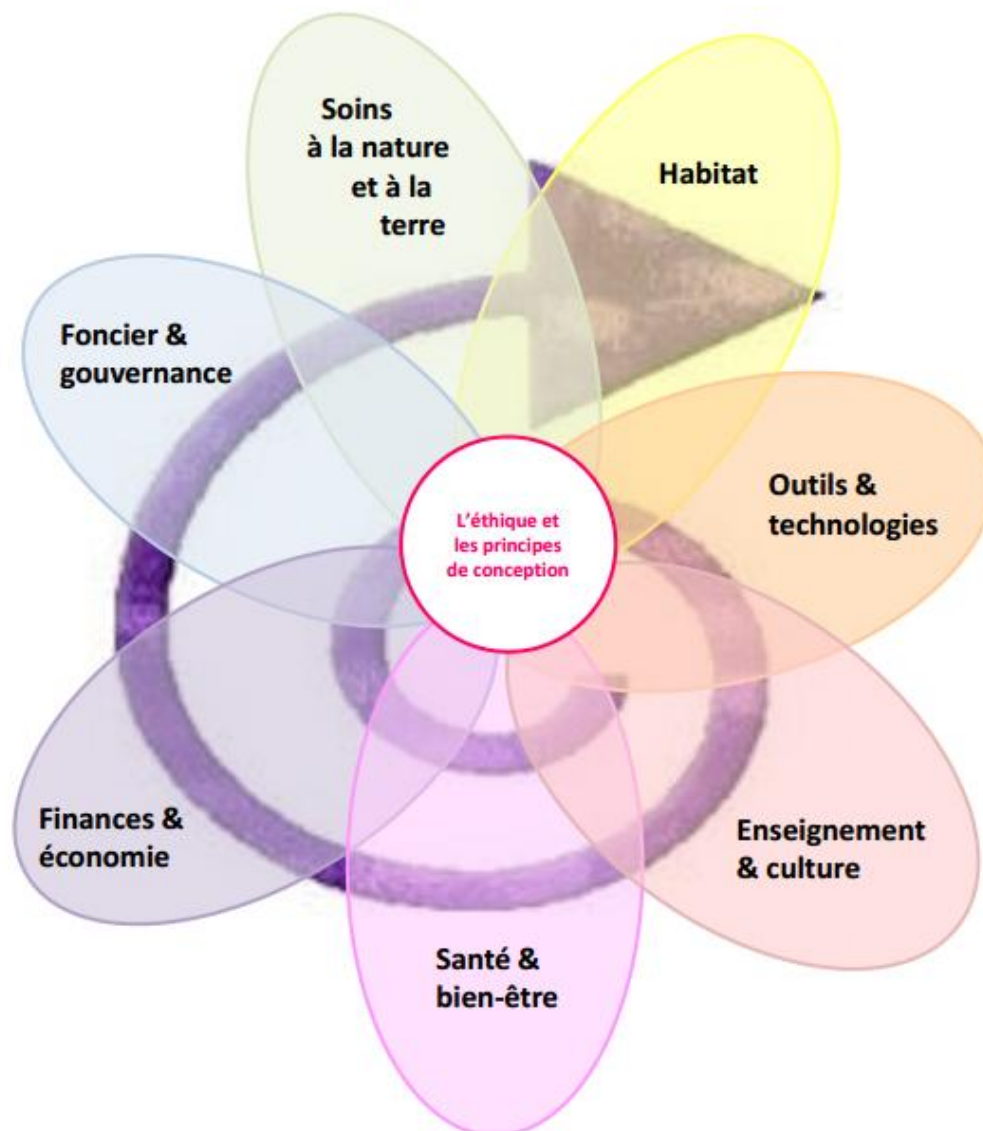 Soins
à la nature
et à la
terre
Habitat
Foncier &
gouvernance
Outils &
technologies
L'éthique et
les principes
de conception
Finances &
économie
Enseignement
& culture
Santé &
bien-être